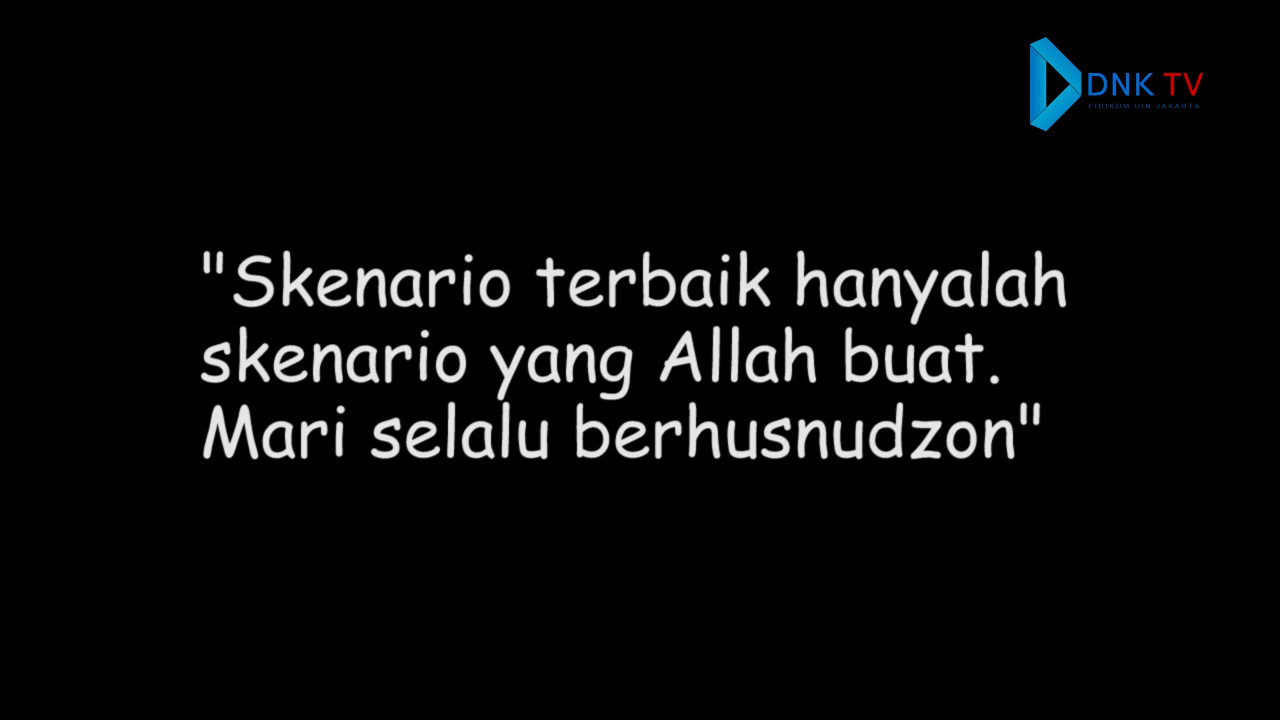 DNK TV
FIDIKOM UIN JAKARTA
"Skenario terbaik hanyalah
skenario yang Allah buat.
Mari selalu berhusnudzon"